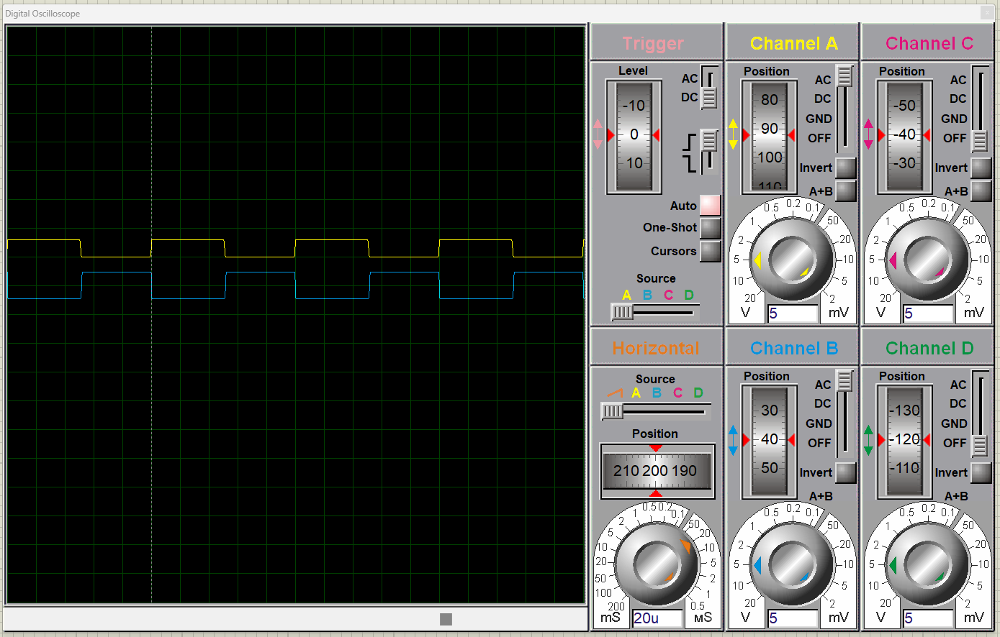 Digital Oscilloscope
x
Trigger
Level
AC
DC
-10
0
10
Auto
One-Shot
Cursors
Source
A B C D
Channel A
Position
AC
DC
GND
OFF
80
90
100
110
Invert
A+B
20 10 5 2 1 0.5 0.2 0.1 50 20 10 5 2
V 5 mV
Channel C
Position
AC
DC
GND
OFF
-50
-40
-30
Invert
A+B
20 10 5 2 1 0.5 0.2 0.1 50 20 10 5 2
V 5 mV
Horizontal
Source
A B C D
Position
210 200 190
200 100 50 20 10 5 2 1 0.5 0.2 0.1 50 20 10 5 2 1 0.5
mS 20u мS
Channel B
Position
AC
DC
GND
OFF
30
40
50
Invert
A+B
20 10 5 2 1 0.5 0.2 0.1 50 20 10 5 2
V 5 mV
Channel D
Position
AC
DC
GND
OFF
-130
-120
-110
Invert
A+B
20 10 5 2 1 0.5 0.2 0.1 50 20 10 5 2
V 5 mV